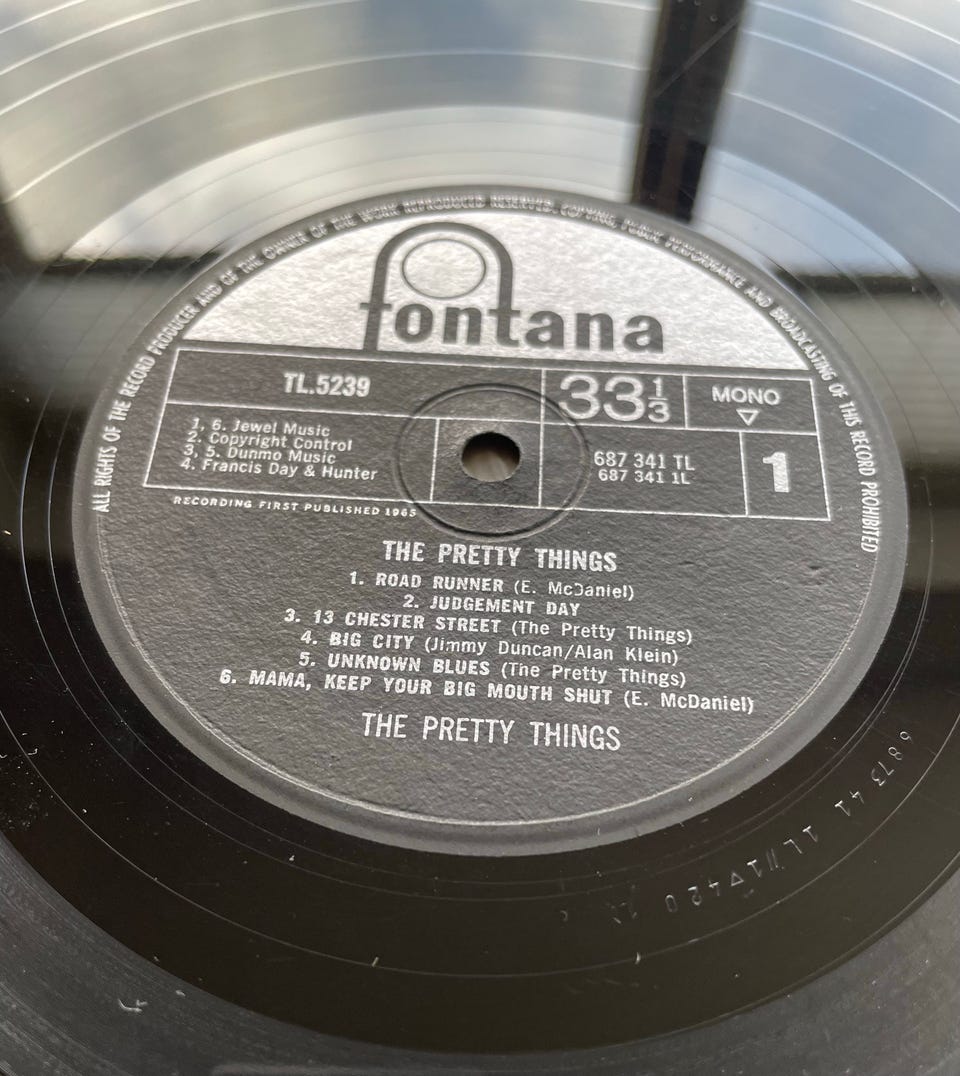 ALL RIGHTS OF THE RECORD PRODUCER AND OF THE OWNER OF THE WORK REPRODUCED RESERVED. COPYING, PUBLIC PERFORMANCE AND BROADCASTING OF THIS RECORD PROHIBITED
fontana
TL.5239
33 1/3
MONO
1, 6. Jewel Music
2. Copyright Control
3, 5. Dunmo Music
4. Francis Day & Hunter
687 341 TL
687 341 1L
1
RECORDING FIRST PUBLISHED 1965
THE PRETTY THINGS
1. ROAD RUNNER (E. McDaniel)
2. JUDGEMENT DAY
3. 13 CHESTER STREET (The Pretty Things)
4. BIG CITY (Jimmy Duncan/Alan Klein)
5. UNKNOWN BLUES (The Pretty Things)
6. MAMA, KEEP YOUR BIG MOUTH SHUT (E. McDaniel)
THE PRETTY THINGS
687341 1L
420